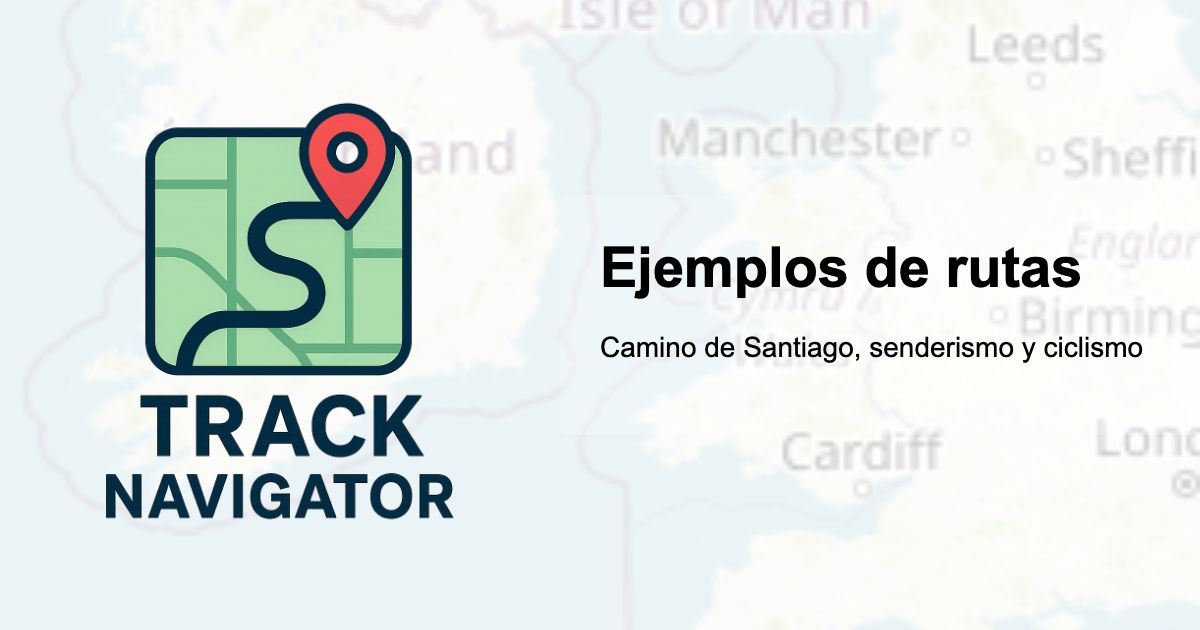 Isle of Man
Leeds
Manchester
Sheffi
land
Englan
Ejemplos de rutas
Cymru /
Birming
Camino de Santiago, senderismo y ciclismo
Wales
TRACK
NAVIGATOR
Cardiff
Lond